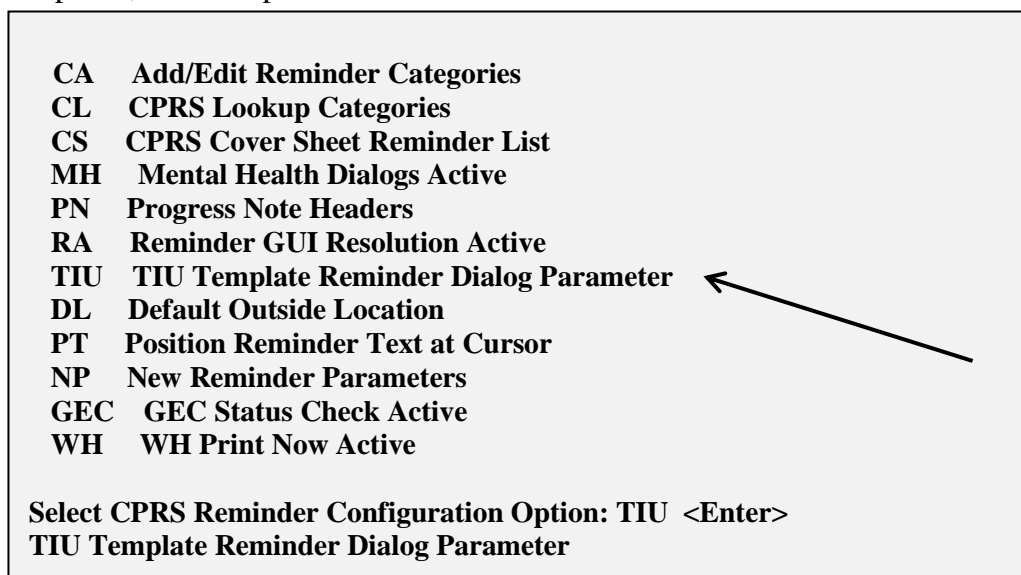 CA Add/Edit Reminder Categories
CL CPRS Lookup Categories
CS CPRS Cover Sheet Reminder List
MH Mental Health Dialogs Active
PN Progress Note Headers
RA Reminder GUI Resolution Active
TIU TIU Template Reminder Dialog Parameter
DL Default Outside Location
PT Position Reminder Text at Cursor
NP New Reminder Parameters
GEC GEC Status Check Active
WH WH Print Now Active
Select CPRS Reminder Configuration Option: TIU <Enter>
TIU Template Reminder Dialog Parameter